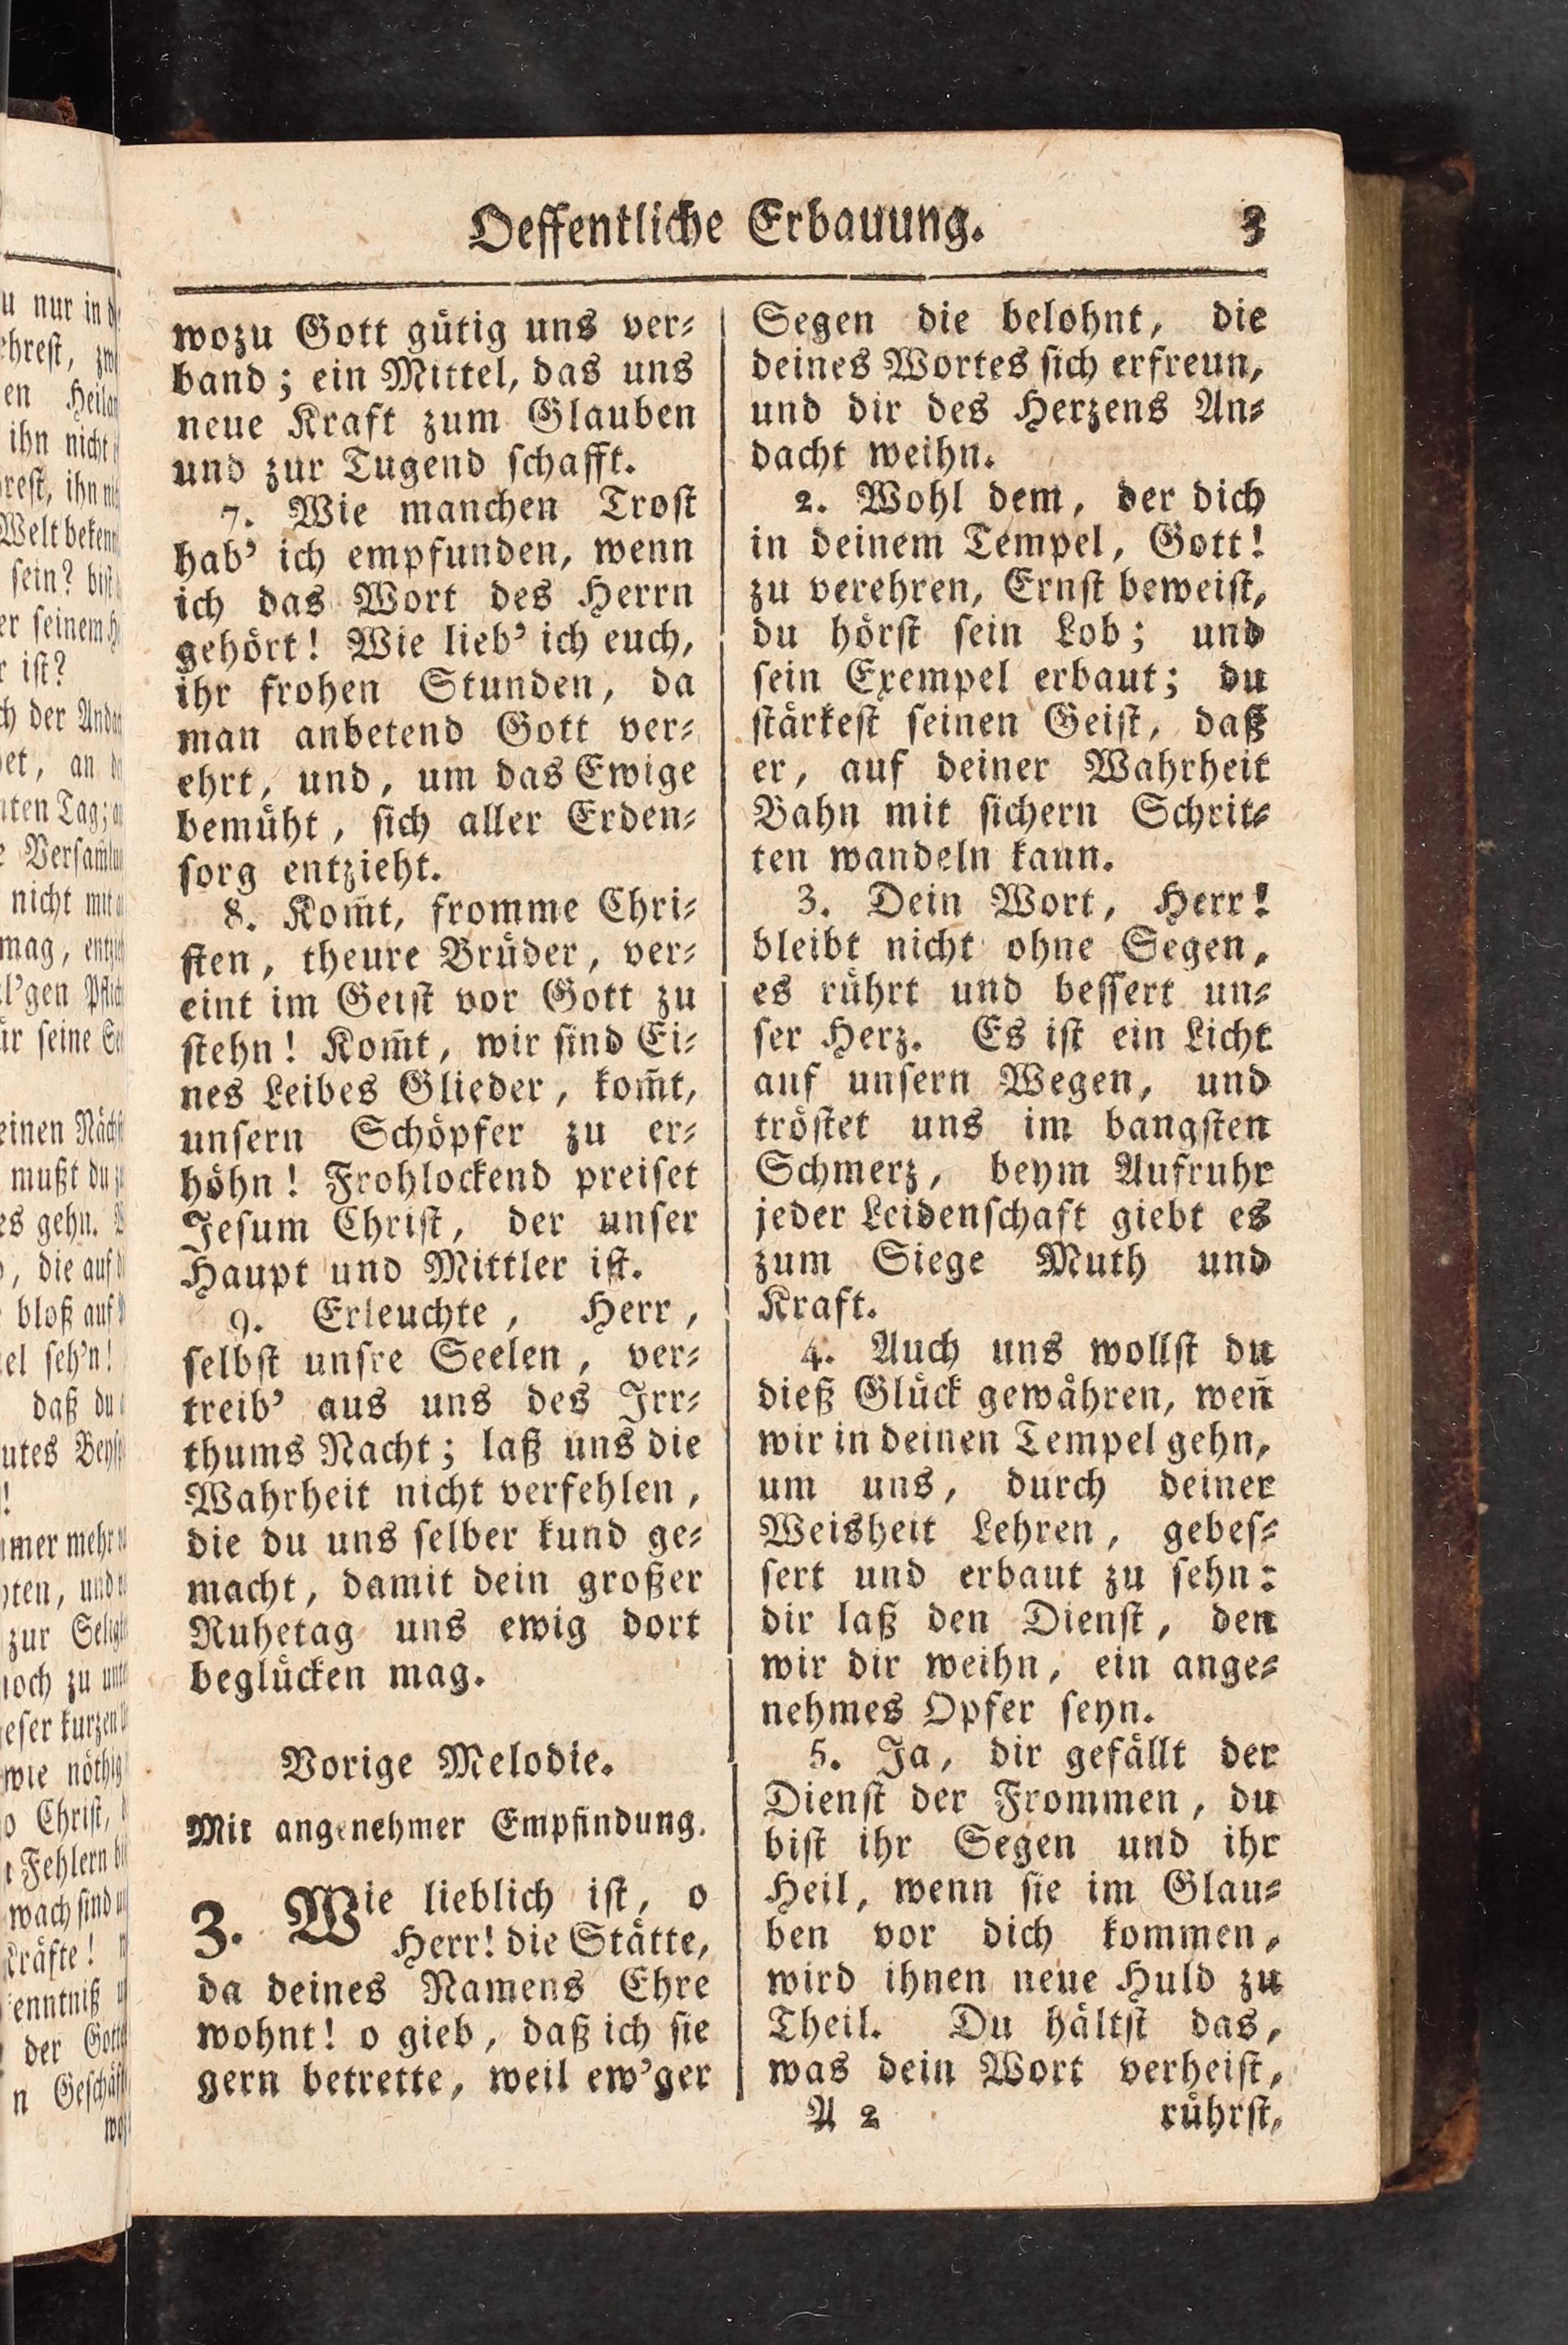 Oeffentliche Erbauung. 3
wozu Gott gütig uns ver⸗
band; ein Mittel, das uns
neue Kraft zum Glauben
und zur Tugend schafft.
7. Wie manchen Trost
hab' ich empfunden, wenn
ich das Wort des Herrn
gehört! Wie lieb' ich euch,
ihr frohen Stunden, da
man anbetend Gott ver⸗
ehrt, und, um das Ewige
bemüht, sich aller Erden⸗
sorg entzieht.
8. Kom̃t, fromme Chri⸗
sten, theure Brüder, ver⸗
eint im Geist vor Gott zu
stehn! Kom̃t, wir sind Ei⸗
nes Leibes Glieder, kom̃t,
unsern Schöpfer zu er⸗
höhn! Frohlockend preiset
Jesum Christ, der unser
Haupt und Mittler ist.
9. Erleuchte, Herr,
selbst unsre Seelen, ver⸗
treib' aus uns des Irr⸗
thums Nacht; laß uns die
Wahrheit nicht verfehlen,
die du uns selber kund ge⸗
macht, damit dein großer
Ruhetag uns ewig dort
beglücken mag.
Vorige Melodie.
Mit angenehmer Empfindung.
3. Wie lieblich ist, o
Herr! die Stätte,
da deines Namens Ehre
wohnt! o gieb, daß ich sie
gern betrette, weil ew'ger
Segen die belohnt, die
deines Wortes sich erfreun,
und dir des Herzens An⸗
dacht weihn.
2. Wohl dem, der dich
in deinem Tempel, Gott!
zu verehren, Ernst beweist,
du hörst sein Lob; und
sein Exempel erbaut; du
stärkest seinen Geist, daß
er, auf deiner Wahrheit
Bahn mit sichern Schrit⸗
ten wandeln kann.
3. Dein Wort, Herr!
bleibt nicht ohne Segen,
es rührt und bessert un⸗
ser Herz. Es ist ein Licht
auf unsern Wegen, und
tröstet uns im bangsten
Schmerz, beym Aufruhr
jeder Leidenschaft giebt es
zum Siege Muth und
Kraft.
4. Auch uns wollst du
dieß Glück gewähren, weñ
wir in deinen Tempel gehn,
um uns, durch deiner
Weisheit Lehren, gebes⸗
sert und erbaut zu sehn:
dir laß den Dienst, den
wir dir weihn, ein ange⸗
nehmes Opfer seyn.
5. Ja, dir gefällt der
Dienst der Frommen, du
bist ihr Segen und ihr
Heil, wenn sie im Glau⸗
ben vor dich kommen,
wird ihnen neue Huld zu
Theil. Du hältst das,
was dein Wort verheist,
A 2 rührst,